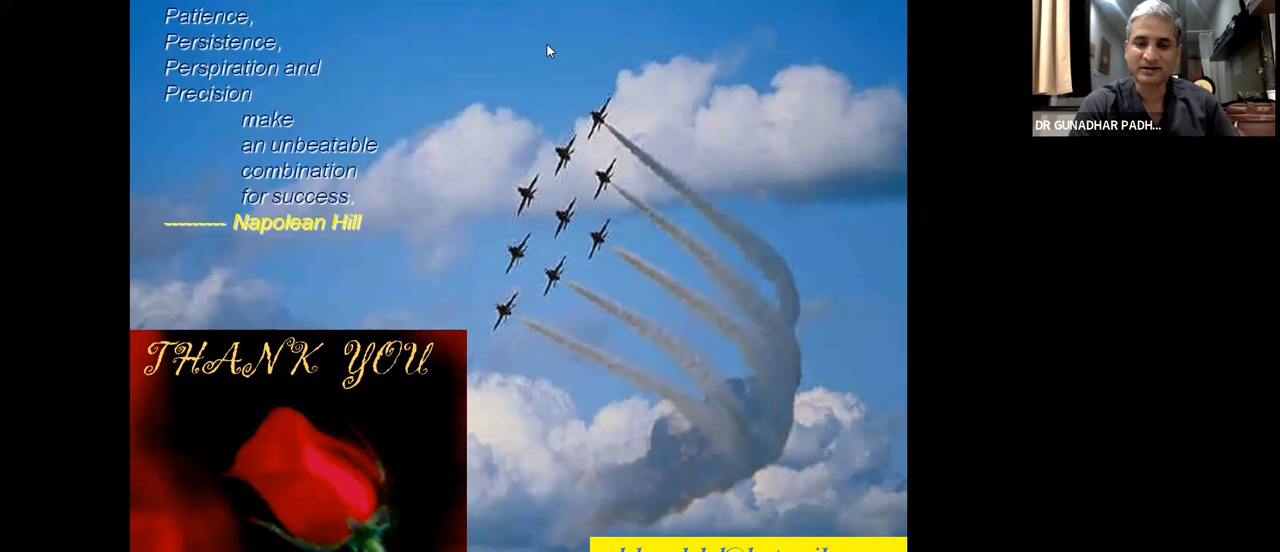 Patience,
Persistence,
Perspiration and
Precision
make
an unbeatable
combination
for success.
---------- Napolean Hill
THANK YOU
DR GUNADHAR PADH...